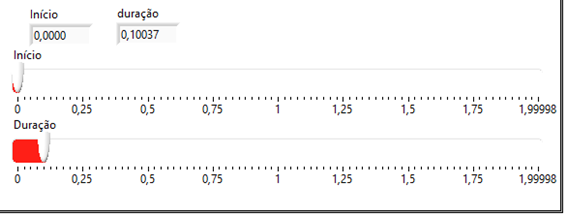 Início duração
0,0000 0,10037
Início
0 0,25 0,5 0,75 1 1,25 1,5 1,75 1,99998
Duração
0 0,25 0,5 0,75 1 1,25 1,5 1,75 1,99998